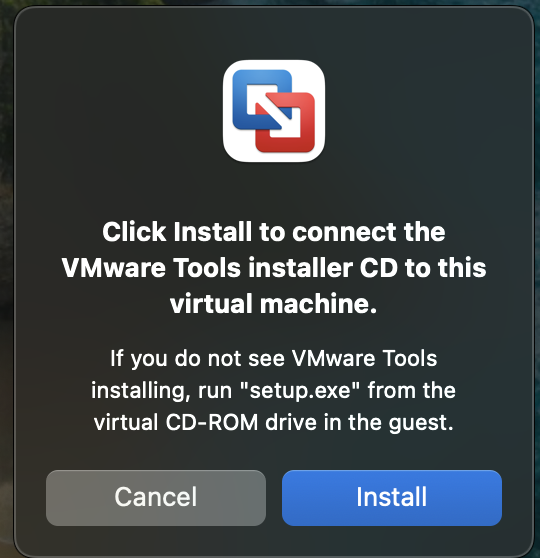 Click Install to connect the
VMware Tools installer CD to this
virtual machine.
If you do not see VMware Tools
installing, run "setup.exe" from the
virtual CD-ROM drive in the guest.
Cancel
Install